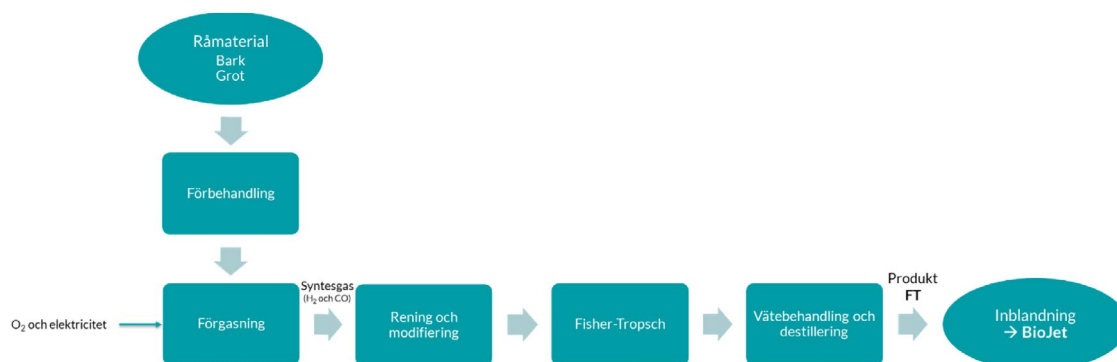 Råmaterial
Bark
Grot
Förbehandling
O₂ och elektricitet
Förgasning
Syntesgas
(H₂ och CO)
Rening och
modifiering
Fisher-Tropsch
Vätebehandling och
destillering
Produkt
FT
Inblandning
→ BioJet